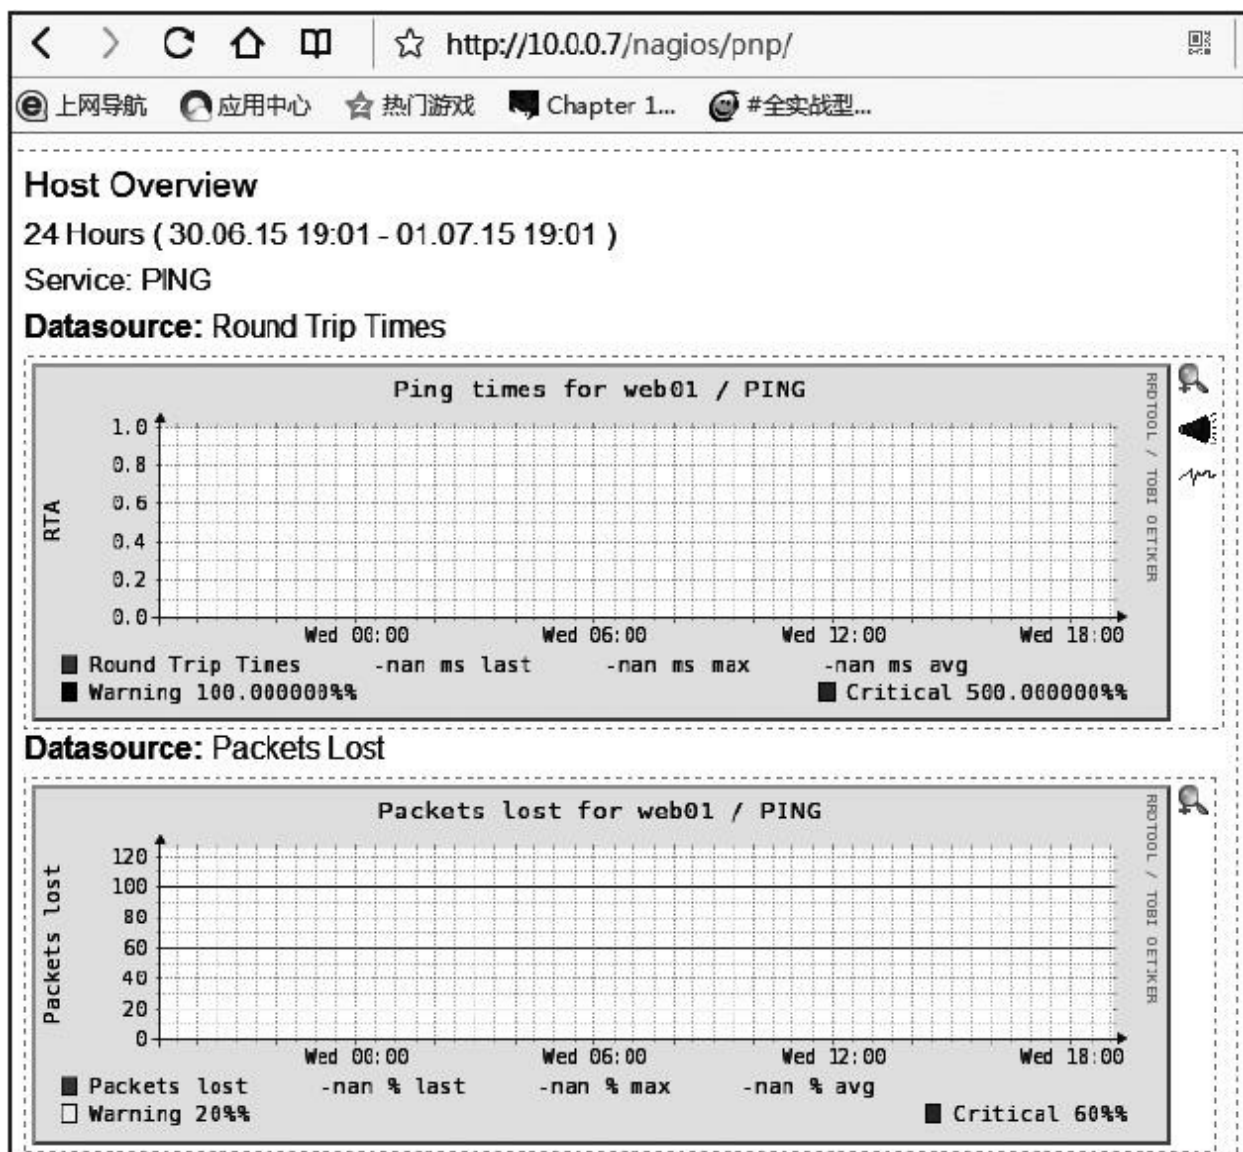 http://10.0.0.7/nagios/pnp/
上网导航 应用中心 热门游戏 Chapter 1... #全实战型...
Host Overview
24 Hours ( 30.06.15 19:01 - 01.07.15 19:01 )
Service: PING
Datasource: Round Trip Times
Ping times for web01 / PING
RRDTOOL / TOBI OETIKER
RTA
1.0
0.8
0.6
0.4
0.2
0.0
Wed 00:00 Wed 06:00 Wed 12:00 Wed 18:00
Round Trip Times -nan ms last -nan ms max -nan ms avg
Warning 100.000000%% Critical 500.000000%%
Datasource: Packets Lost
Packets lost for web01 / PING
RRDTOOL / TOBI OETIKER
Packets lost
120
100
80
60
40
20
0
Wed 00:00 Wed 06:00 Wed 12:00 Wed 18:00
Packets lost -nan % last -nan % max -nan % avg
Warning 20%% Critical 60%%